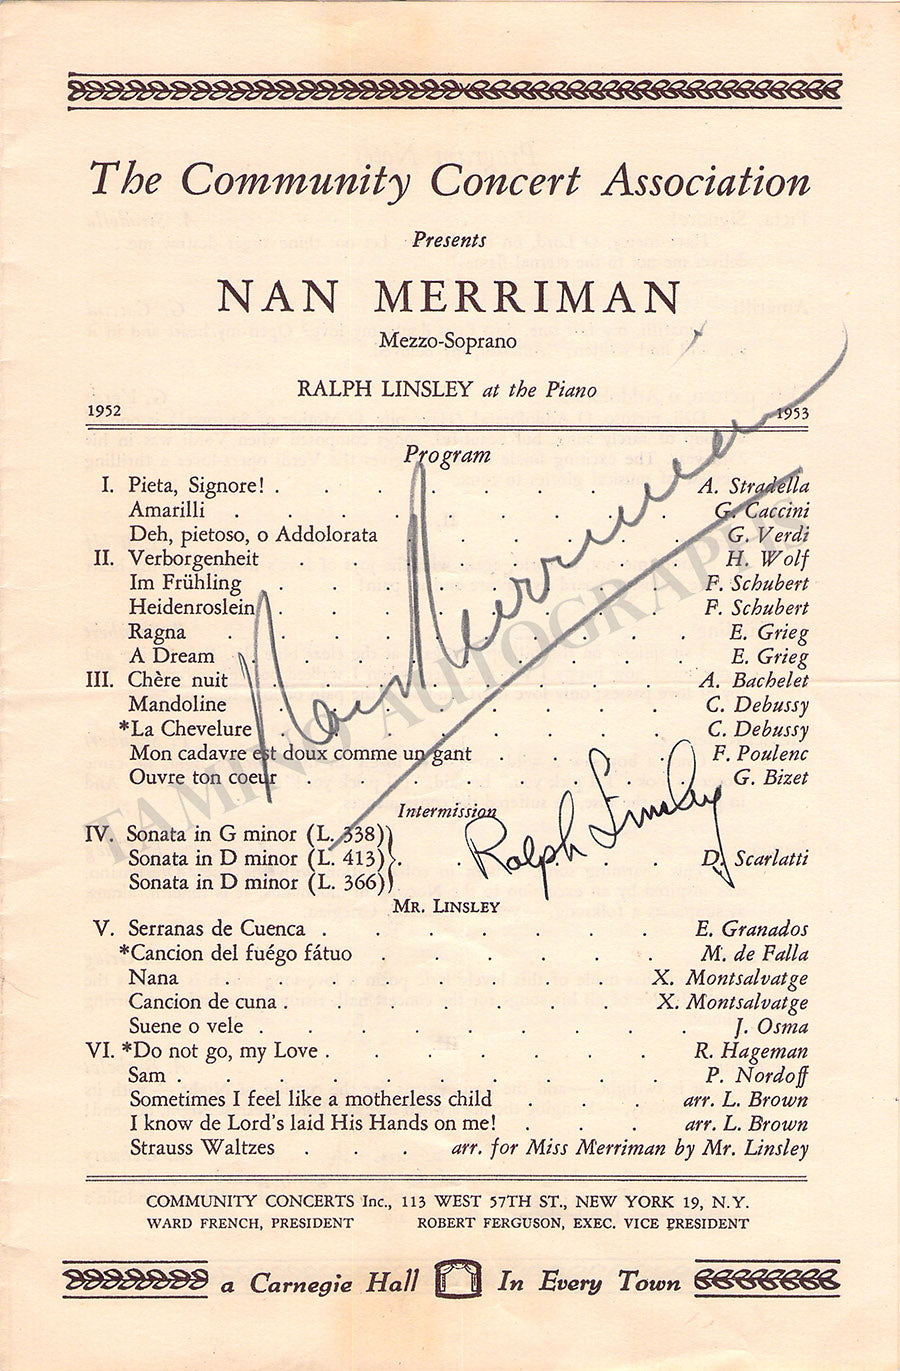 The Community Concert Association
Presents
NAN MERRIMAN
Mezzo-Soprano
RALPH LINSLEY at the Piano
1952 1953
Program
I. Pieta, Signore! . . . . . . . . A. Stradella
Amarilli . . . . . . . . . G. Caccini
Deh, pietoso, o Addolorata . . . . . . G. Verdi
II. Verborgenheit . . . . . . . . H. Wolf
Im Frühling . . . . . . . . F. Schubert
Heidenroslein . . . . . . . . F. Schubert
Ragna . . . . . . . . . E. Grieg
A Dream . . . . . . . . . E. Grieg
III. Chère nuit . . . . . . . . A. Bachelet
Mandoline . . . . . . . . C. Debussy
*La Chevelure . . . . . . . . C. Debussy
Mon cadavre est doux comme un gant . . . . F. Poulenc
Ouvre ton coeur . . . . . . . . G. Bizet
Intermission
IV. Sonata in G minor (L. 338)
Sonata in D minor (L. 413) . . . . . . D. Scarlatti
Sonata in D minor (L. 366)
MR. LINSLEY
V. Serranas de Cuenca . . . . . . . E. Granados
*Cancion del fuégo fátuo . . . . . . M. de Falla
Nana . . . . . . . . X. Montsalvatge
Cancion de cuna . . . . . . . X. Montsalvatge
Suene o vele . . . . . . . . . J. Osma
VI. *Do not go, my Love . . . . . . . R. Hageman
Sam . . . . . . . . . . P. Nordoff
Sometimes I feel like a motherless child . . . arr. L. Brown
I know de Lord's laid His Hands on me! . . . arr. L. Brown
Strauss Waltzes . . . arr. for Miss Merriman by Mr. Linsley
Nan Merriman
Ralph Linsley
TAMINO AUTOGRAPHS
COMMUNITY CONCERTS Inc., 113 WEST 57TH ST., NEW YORK 19, N.Y.
WARD FRENCH, PRESIDENT ROBERT FERGUSON, EXEC. VICE PRESIDENT
a Carnegie Hall In Every Town